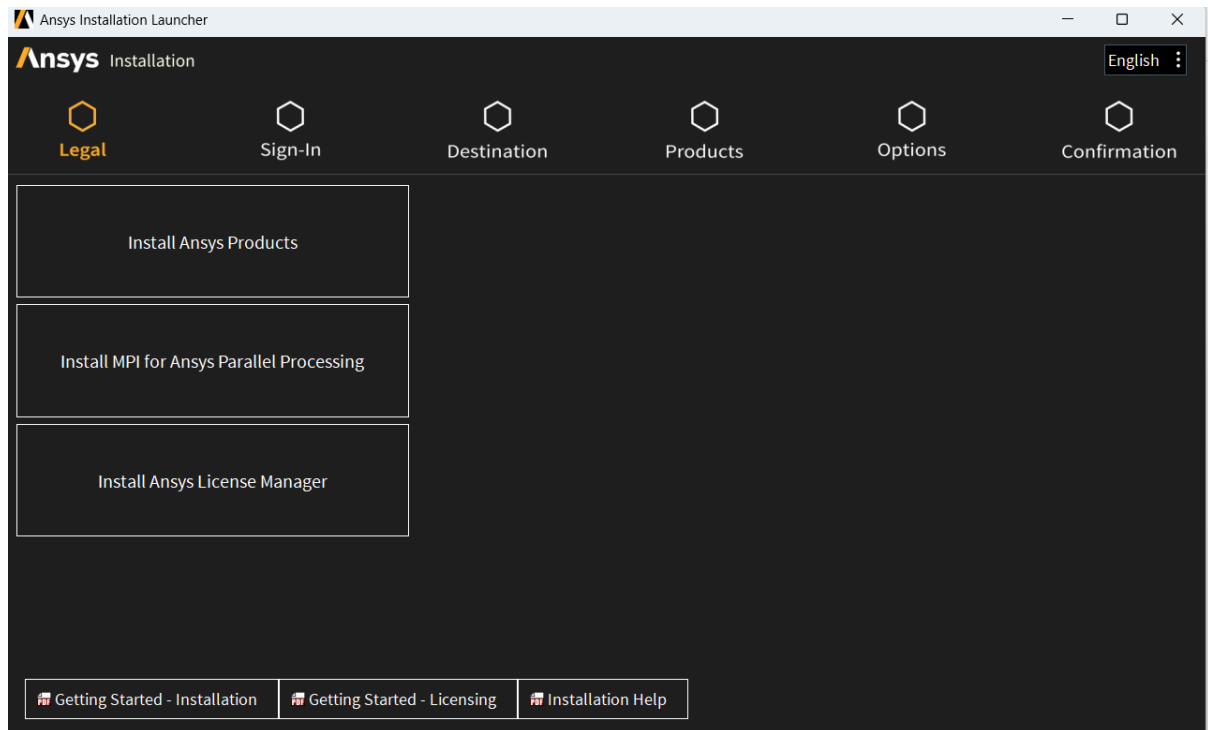 Ansys Installation Launcher
Ansys Installation
English
Legal
Sign-In
Destination
Products
Options
Confirmation
Install Ansys Products
Install MPI for Ansys Parallel Processing
Install Ansys License Manager
Getting Started - Installation
Getting Started - Licensing
Installation Help